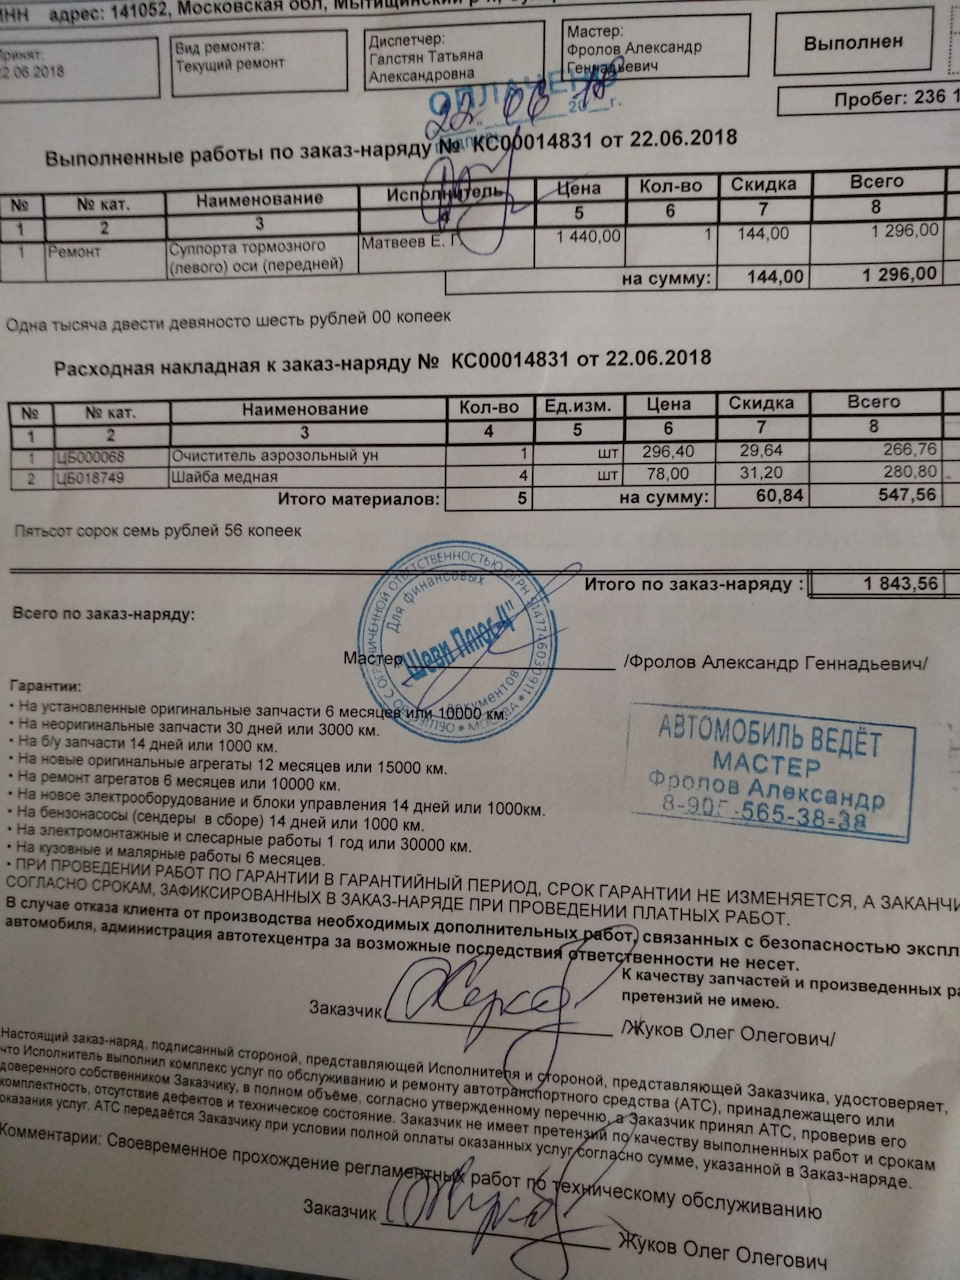 ИНН адрес: 141052, Московская обл,
Принят:
22.06.2018
Вид ремонта:
Текущий ремонт
Диспетчер:
Галстян Татьяна
Александровна
Мастер:
Фролов Александр
Геннадьевич
Выполнен
Пробег: 236 1
ОПЛАЧЕНО
22. 06 18
20__г.
Выполненные работы по заказ-наряду № КС00014831 от 22.06.2018
№ № кат. Наименование Исполнитель Цена Кол-во Скидка Всего
1 2 3 4 5 6 7 8
1 Ремонт Суппорта тормозного (левого) оси (передней) Матвеев Е. Г 1 440,00 1 144,00 1 296,00
на сумму: 144,00 1 296,00
Одна тысяча двести девяносто шесть рублей 00 копеек
Расходная накладная к заказ-наряду № КС00014831 от 22.06.2018
№ № кат. Наименование Кол-во Ед.изм. Цена Скидка Всего
1 2 3 4 5 6 7 8
1 ЦБ000068 Очиститель аэрозольный ун 1 шт 296,40 29,64 266,76
2 ЦБ018749 Шайба медная 4 шт 78,00 31,20 280,80
Итого материалов: 5 на сумму: 60,84 547,56
Пятьсот сорок семь рублей 56 копеек
Итого по заказ-наряду : 1 843,56
Всего по заказ-наряду:
Для финансовых
"Шеви Плюс-Ц"
документов
Мастер /Фролов Александр Геннадьевич/
Гарантии:
• На установленные оригинальные запчасти 6 месяцев или 10000 км.
• На неоригинальные запчасти 30 дней или 3000 км.
• На б/у запчасти 14 дней или 1000 км.
• На новые оригинальные агрегаты 12 месяцев или 15000 км.
• На ремонт агрегатов 6 месяцев или 10000 км.
• На новое электрооборудование и блоки управления 14 дней или 1000км.
• На бензонасосы (сендеры в сборе) 14 дней или 1000 км.
• На электромонтажные и слесарные работы 1 год или 30000 км.
• На кузовные и малярные работы 6 месяцев.
• ПРИ ПРОВЕДЕНИИ РАБОТ ПО ГАРАНТИИ В ГАРАНТИЙНЫЙ ПЕРИОД, СРОК ГАРАНТИИ НЕ ИЗМЕНЯЕТСЯ, А ЗАКАНЧИ
СОГЛАСНО СРОКАМ, ЗАФИКСИРОВАННЫХ В ЗАКАЗ-НАРЯДЕ ПРИ ПРОВЕДЕНИИ ПЛАТНЫХ РАБОТ.
АВТОМОБИЛЬ ВЕДЁТ
МАСТЕР
Фролов Александр
-565-38-38
В случае отказа клиента от производства необходимых дополнительных работ, связанных с безопасностью экспл
автомобиля, администрация автотехцентра за возможные последствия ответственности не несет.
К качеству запчастей и произведенных ра
претензий не имею.
Заказчик /Жуков Олег Олегович/
Настоящий заказ-наряд, подписанный стороной, представляющей Исполнителя и стороной, представляющей Заказчика, удостоверяет,
что Исполнитель выполнил комплекс услуг по обслуживанию и ремонту автотранспортного средства (АТС), принадлежащего или
доверенного собственником Заказчику, в полном объёме, согласно утвержденному перечню, а Заказчик принял АТС, проверив его
комплектность, отсутствие дефектов и техническое состояние. Заказчик не имеет претензий по качеству выполненных работ и срокам
оказания услуг. АТС передаётся Заказчику при условии полной оплаты оказанных услуг согласно сумме, указанной в Заказ-наряде.
Комментарии: Своевременное прохождение регламентных работ по техническому обслуживанию
Заказчик Жуков Олег Олегович